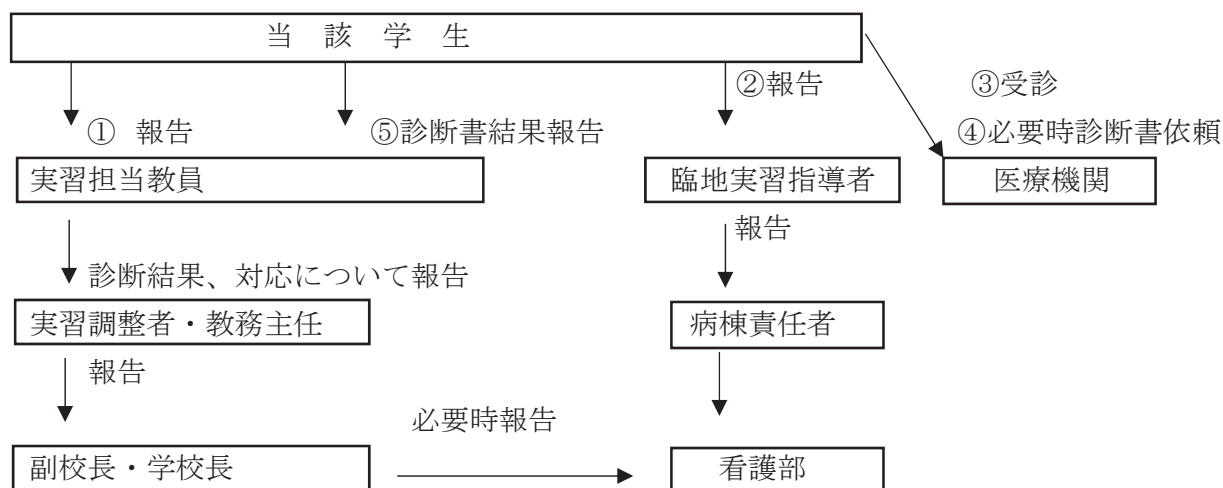 当　該　学　生
②報告
③受診
①　報告
⑤診断書結果報告
④必要時診断書依頼
実習担当教員
臨地実習指導者
医療機関
報告
診断結果、対応について報告
実習調整者・教務主任
病棟責任者
報告
必要時報告
副校長・学校長
看護部